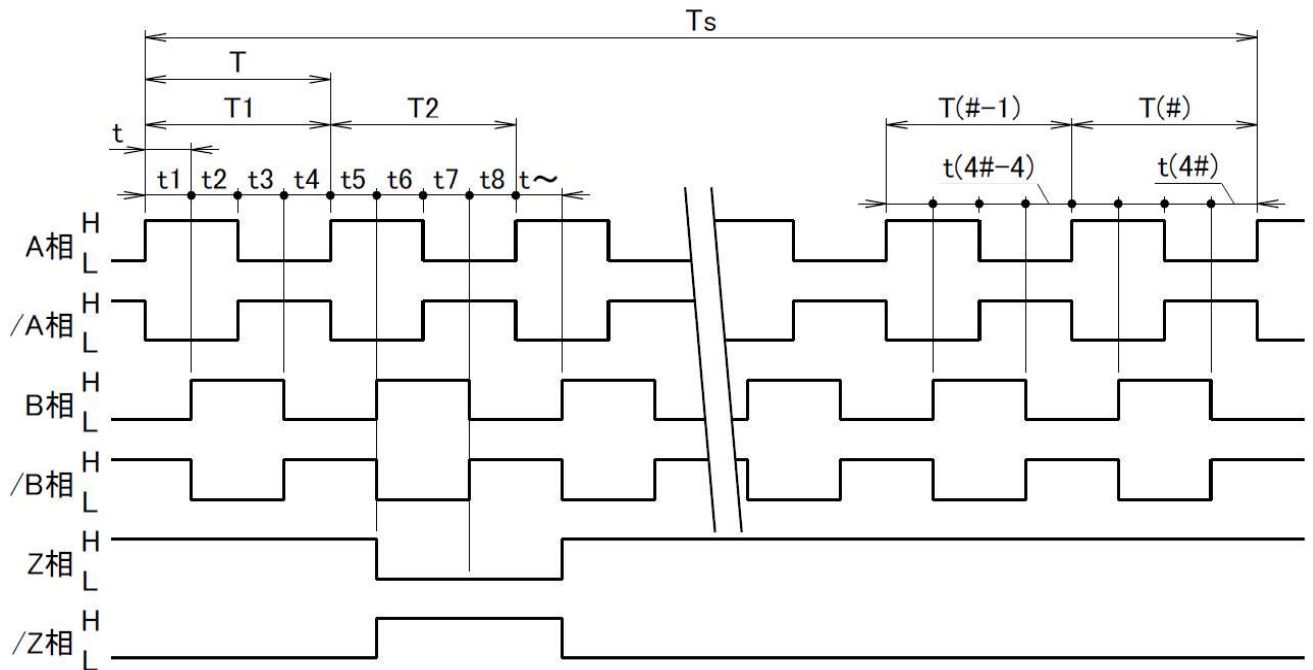 Ts
T
T1 T2 T(#-1) T(#)
t
t1 t2 t3 t4 t5 t6 t7 t8 t～ t(4#-4) t(4#)
A相 H
L
/A相 H
L
B相 H
L
/B相 H
L
Z相 H
L
/Z相 H
L